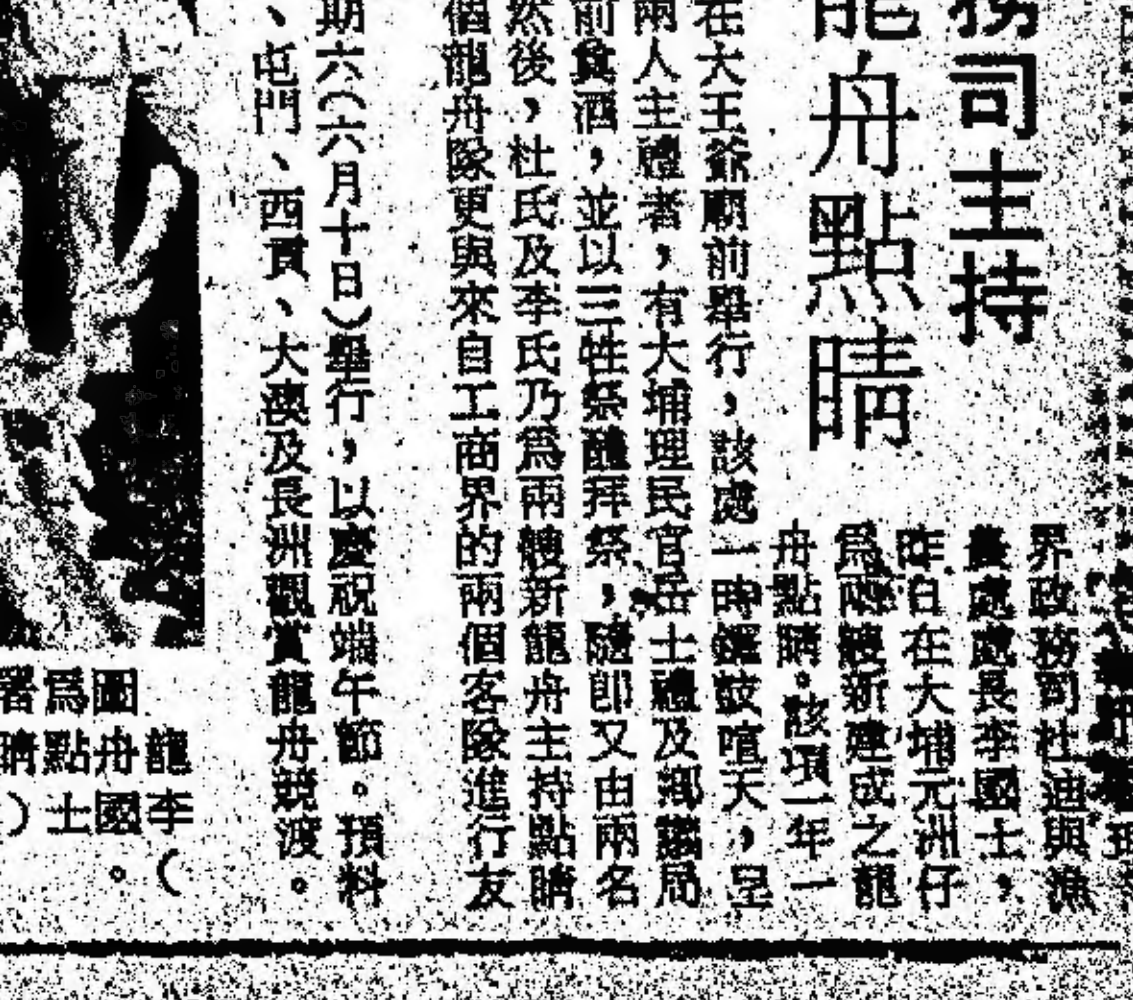 務司主持
龍舟點睛
界政務司杜迪與漁
農處處長李國士，
昨日在大埔元洲仔
爲兩艘新建成之龍
舟點睛。該項一年一
在大王爺廟前舉行，該處一時鑼鼓喧天，呈
兩人主禮者，有大埔理民官岳士禮及鄉議局
前奠酒，並以三牲祭醮拜祭，隨即又由兩名
然後，杜氏及李氏乃爲兩艘新龍舟主持點睛
個龍舟隊更與來自工商界的兩個客隊進行友
期六（六月十日）舉行，以慶祝端午節。預料
、屯門、西貢、大澳及長洲觀賞龍舟競渡。
龍李（
圖舟國。
爲點士
署睛）